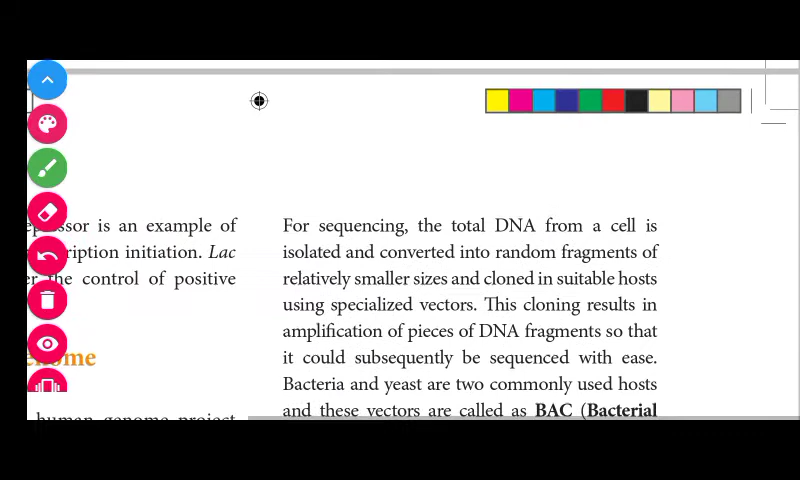 is an example of
initiation. Lac
the control of positive
human genome project
For sequencing, the total DNA from a cell is
isolated and converted into random fragments of
relatively smaller sizes and cloned in suitable hosts
using specialized vectors. This cloning results in
amplification of pieces of DNA fragments so that
it could subsequently be sequenced with ease.
Bacteria and yeast are two commonly used hosts
and these vectors are called as BAC (Bacterial